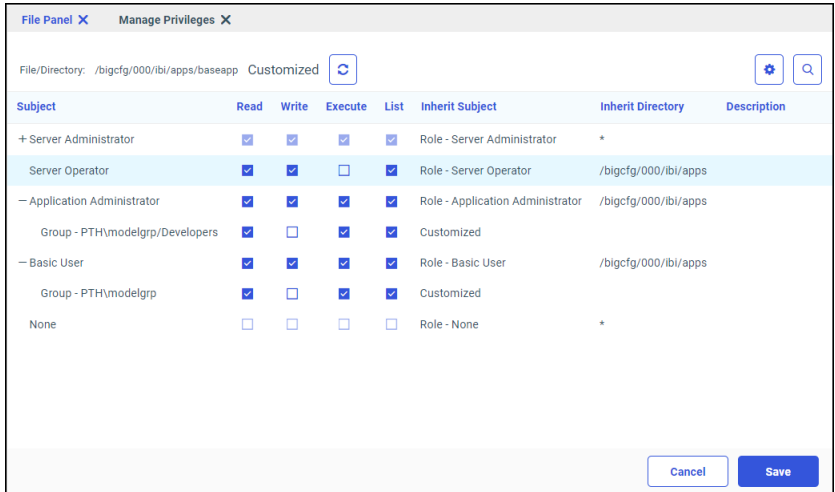 File Panel Manage Privileges
File/Directory: /bigcfg/000/ibi/apps/baseapp Customized
Subject Read Write Execute List Inherit Subject Inherit Directory Description
Server Administrator Role - Server Administrator *
Server Operator Role - Server Operator /bigcfg/000/ibi/apps
Application Administrator Role - Application Administrator /bigcfg/000/ibi/apps
Group - PTH\modelgrp/Developers Customized
Basic User Role - Basic User /bigcfg/000/ibi/apps
Group - PTH\modelgrp Customized
None Role - None *
Cancel Save